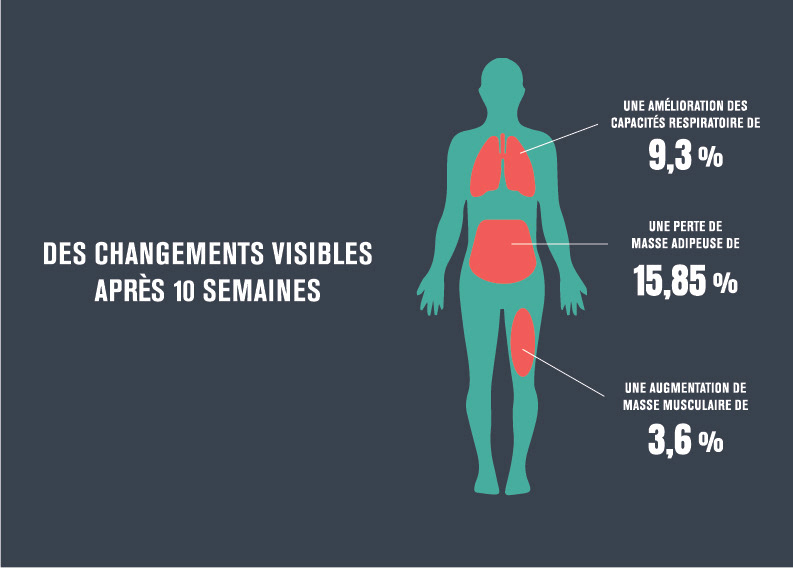 DES CHANGEMENTS VISIBLES
APRÈS 10 SEMAINES
UNE AMÉLIORATION DES
CAPACITÉS RESPIRATOIRE DE
9,3 %
UNE PERTE DE
MASSE ADIPEUSE DE
15,85 %
UNE AUGMENTATION DE
MASSE MUSCULAIRE DE
3,6 %